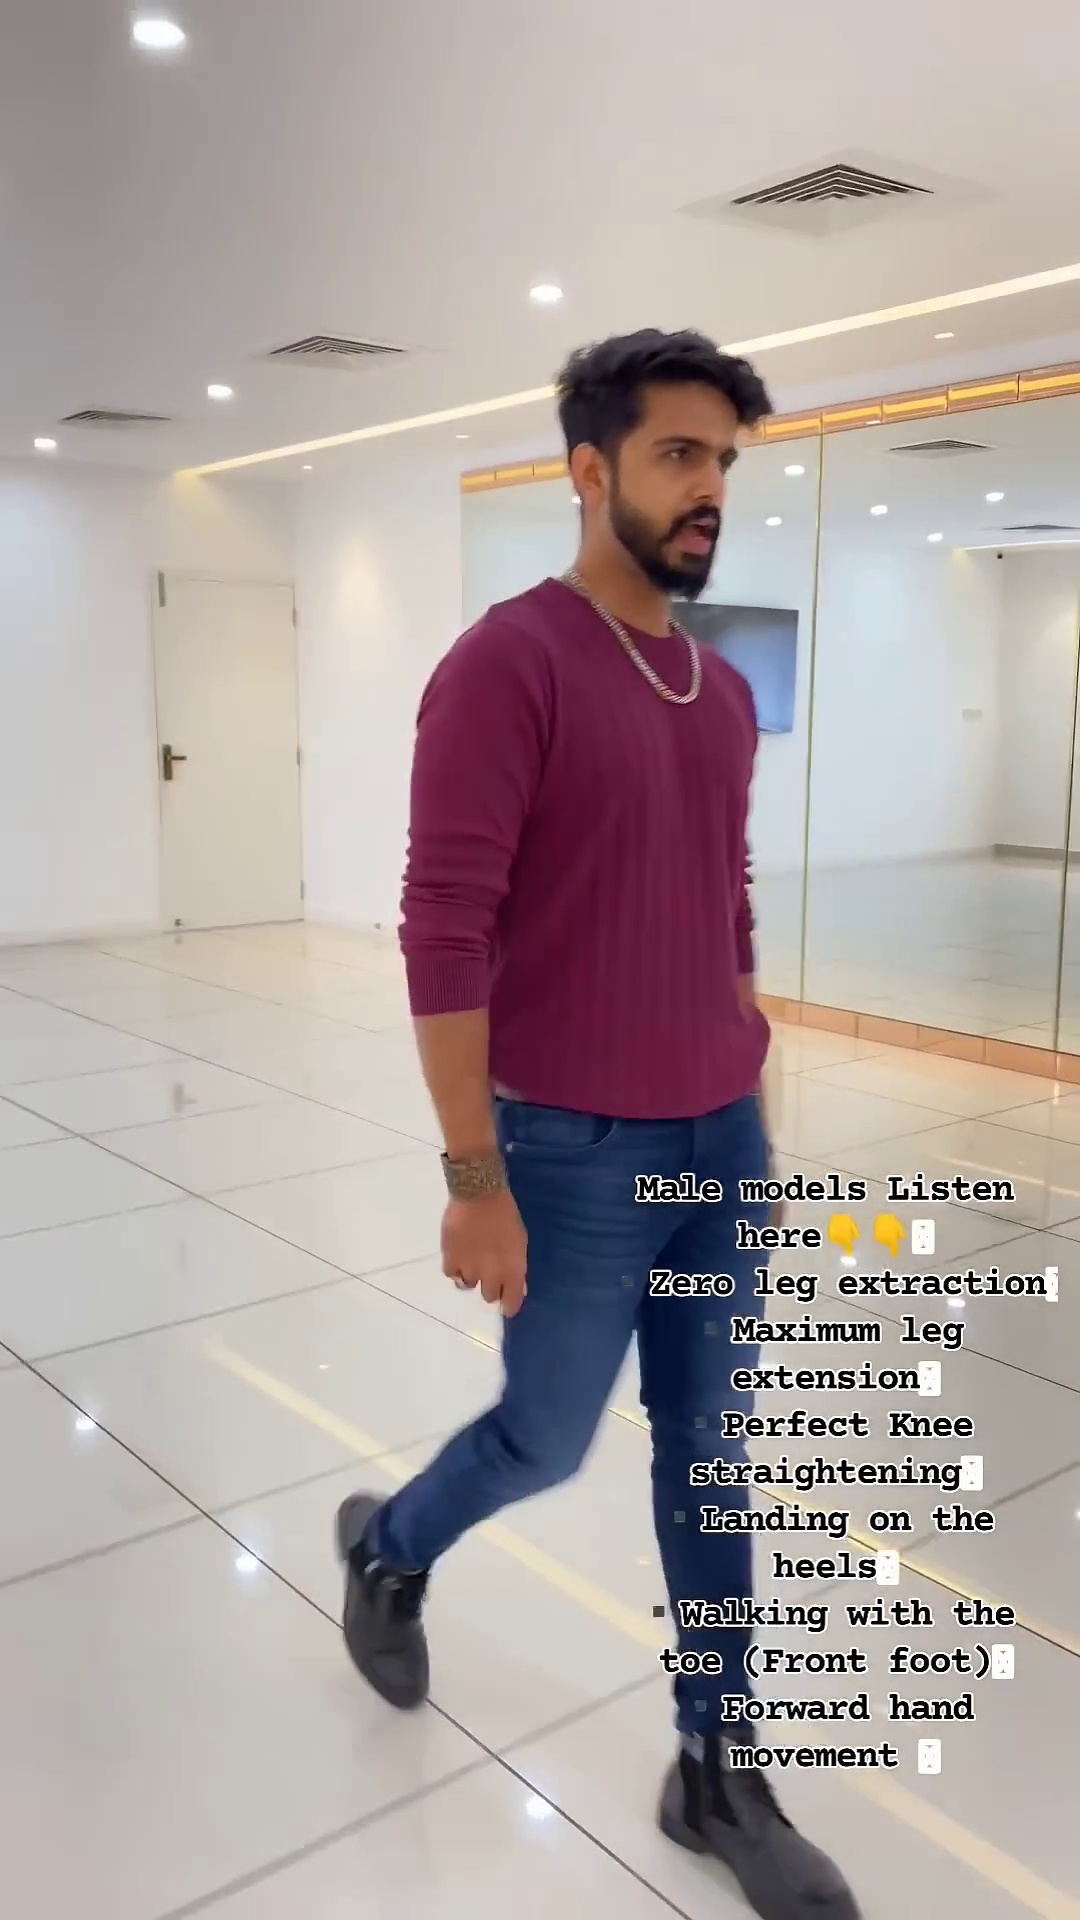 Male models Listen
here👇👇
▪ Zero leg extraction
▪ Maximum leg
extension
▪ Perfect Knee
straightening
▪ Landing on the
heels
▪ Walking with the
toe (Front foot)
▪ Forward hand
movement